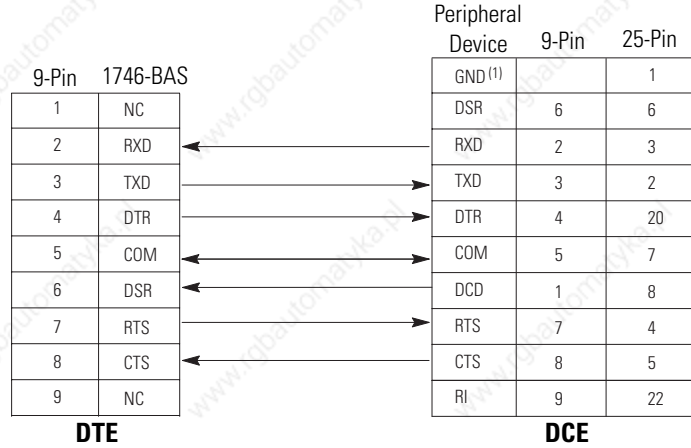 Peripheral Device 9-Pin 25-Pin
9-Pin 1746-BAS
GND (1) 1
1 NC DSR 6 6
2 RXD RXD 2 3
3 TXD TXD 3 2
4 DTR DTR 4 20
5 COM COM 5 7
6 DSR DCD 1 8
7 RTS RTS 7 4
8 CTS CTS 8 5
9 NC RI 9 22
DTE DCE
www.rgbautomatyka.pl